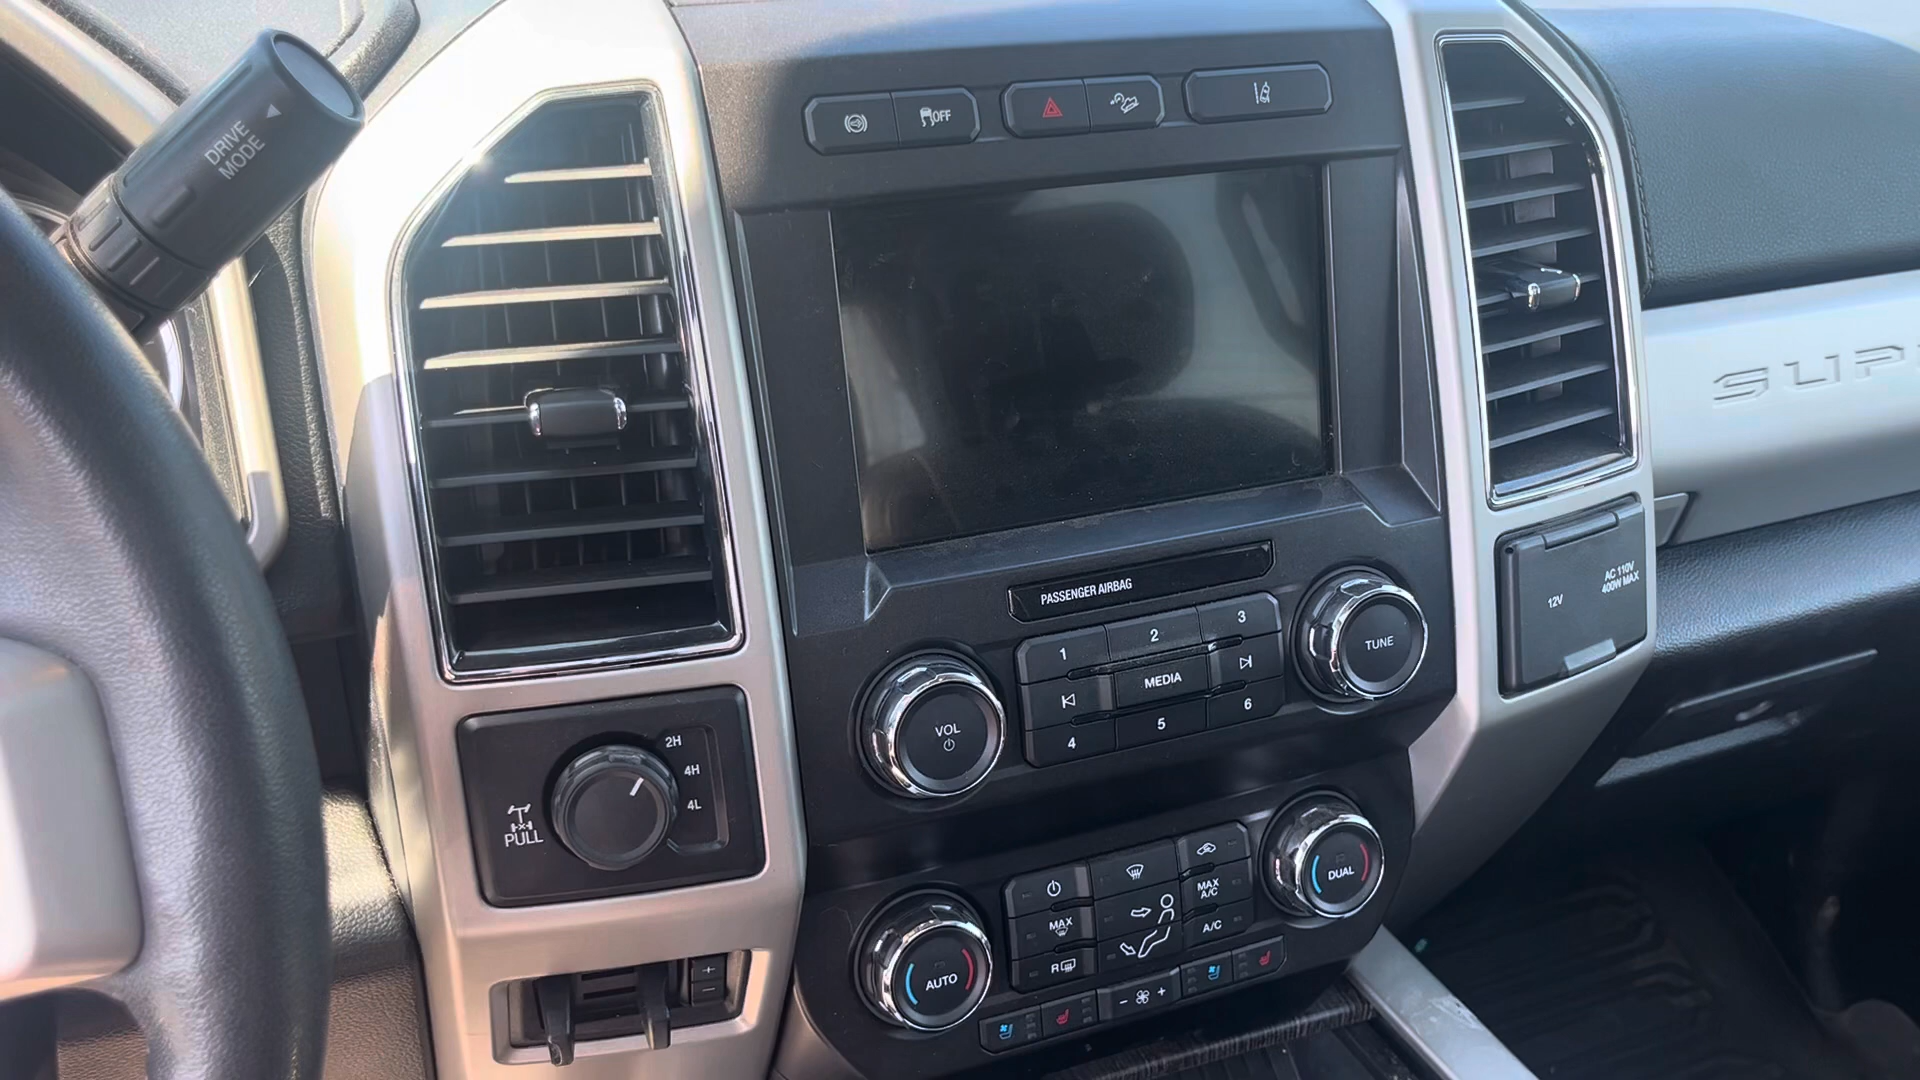 DRIVE
MODE
OFF
SUP
PASSENGER AIRBAG
AC 110V
400W MAX
12V
1
2
3
MEDIA
4
5
6
VOL
TUNE
2H
4H
4L
PULL
DUAL
MAX
A/C
MAX
A/C
R
AUTO
- +
+
-